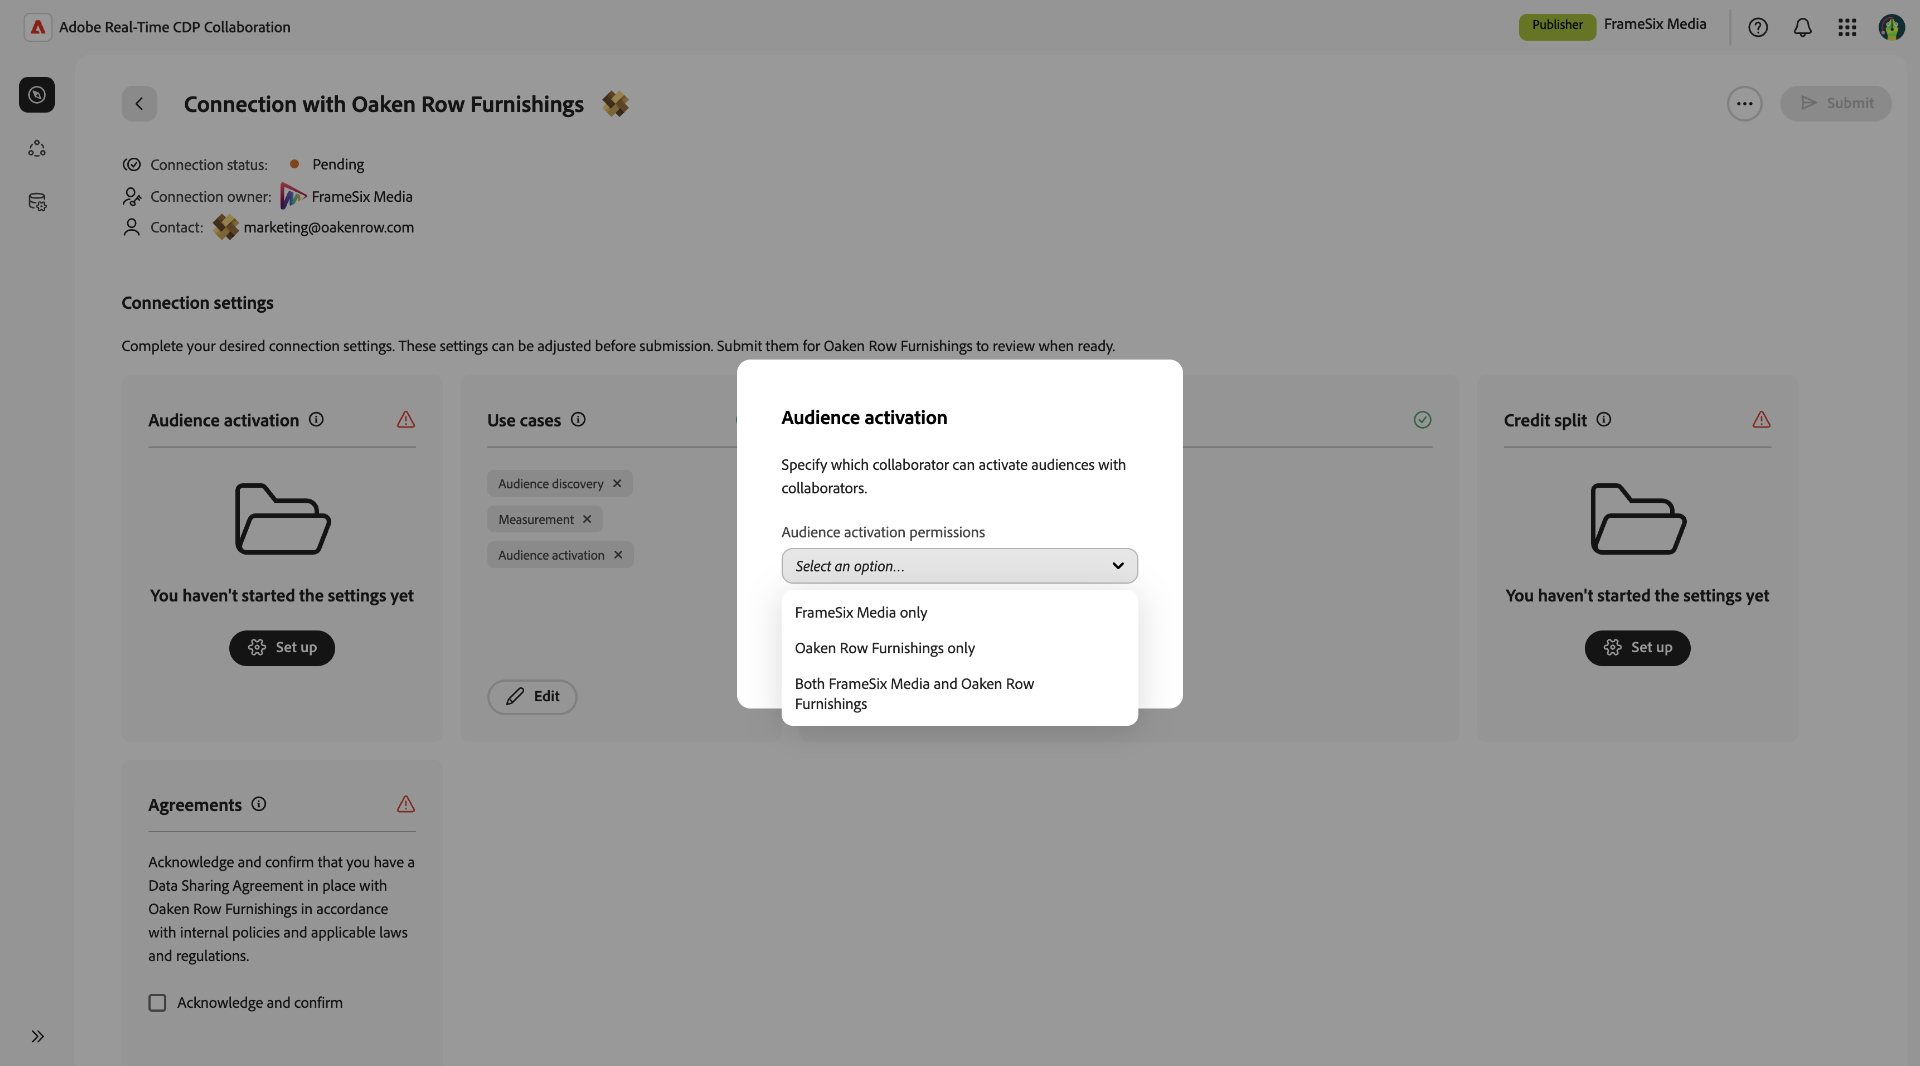 Adobe Real-Time CDP Collaboration
Publisher
FrameSix Media
Connection with Oaken Row Furnishings
Submit
Connection status:
Pending
Connection owner:
FrameSix Media
Contact:
marketing@oakenrow.com
Connection settings
Complete your desired connection settings. These settings can be adjusted before submission. Submit them for Oaken Row Furnishings to review when ready.
Audience activation
You haven't started the settings yet
Set up
Use cases
Audience discovery
Measurement
Audience activation
Edit
Audience activation
Specify which collaborator can activate audiences with
collaborators.
Audience activation permissions
Select an option...
FrameSix Media only
Oaken Row Furnishings only
Both FrameSix Media and Oaken Row
Furnishings
Credit split
You haven't started the settings yet
Set up
Agreements
Acknowledge and confirm that you have a
Data Sharing Agreement in place with
Oaken Row Furnishings in accordance
with internal policies and applicable laws
and regulations.
Acknowledge and confirm